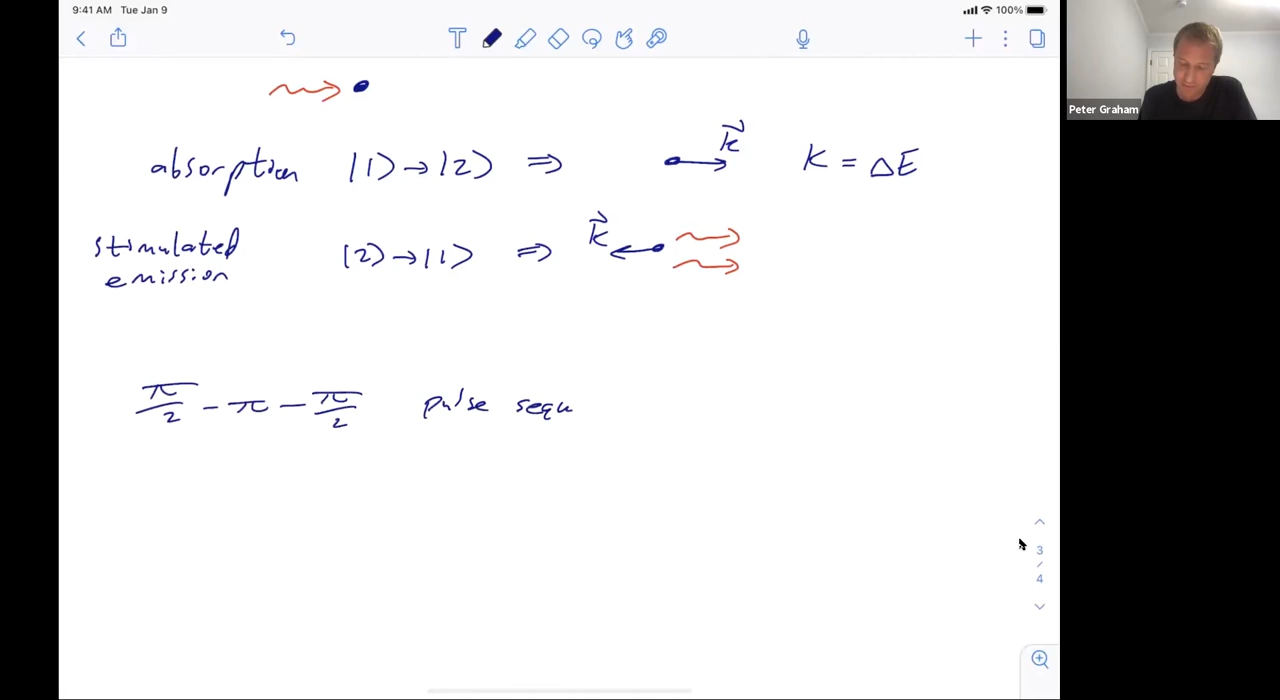 9:41 AM Tue Jan 9
100%
Peter Graham
absorption |1⟩→|2⟩ ⇒ k⃗ k = ΔE
stimulated
emission |2⟩→|1⟩ ⇒ k⃗
π/2 - π - π/2 pulse sequ
3
/
4